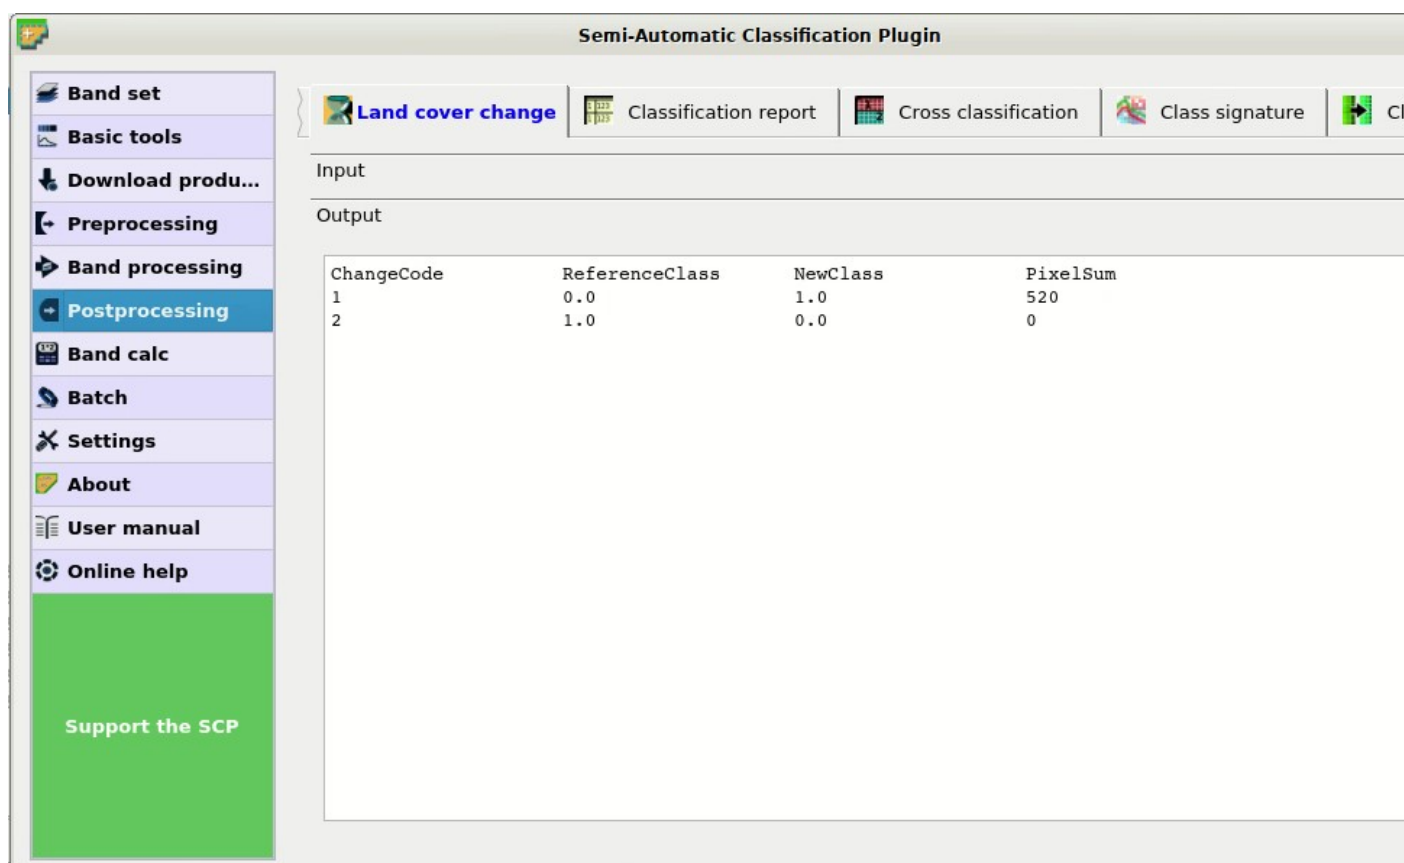 Semi-Automatic Classification Plugin
Band set
Basic tools
Download produ...
Preprocessing
Band processing
Postprocessing
Band calc
Batch
Settings
About
User manual
Online help
Support the SCP
Land cover change Classification report Cross classification Class signature Cl
Input
Output
ChangeCode ReferenceClass NewClass PixelSum
1 0.0 1.0 520
2 1.0 0.0 0